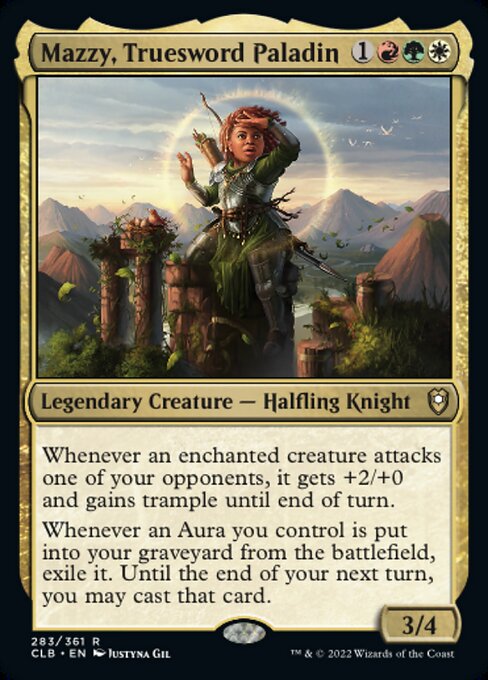 Mazzy, Truesword Paladin 1
Legendary Creature — Halfling Knight
Whenever an enchanted creature attacks
one of your opponents, it gets +2/+0
and gains trample until end of turn.
Whenever an Aura you control is put
into your graveyard from the battlefield,
exile it. Until the end of your next turn,
you may cast that card.
3/4
283/361 R
CLB • EN Justyna Gil
™ & © 2022 Wizards of the Coast